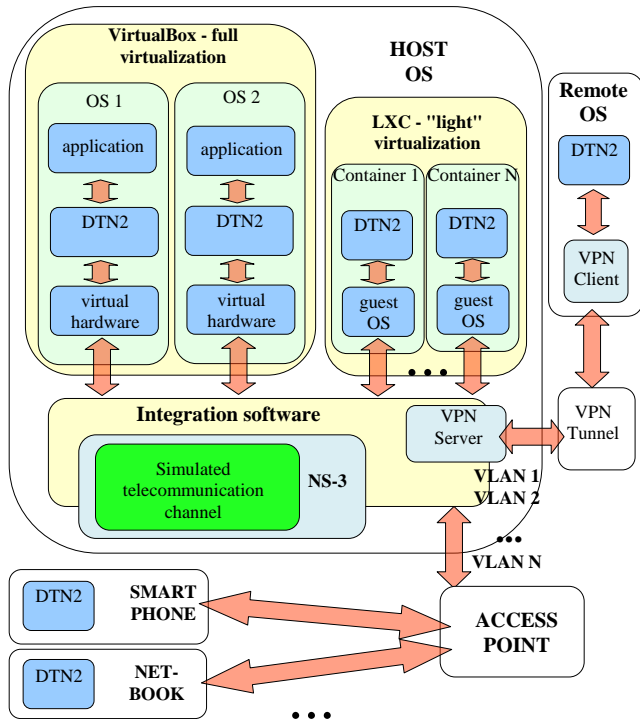 VirtualBox - full
virtualization
OS 1
application
DTN2
virtual
hardware
OS 2
application
DTN2
virtual
hardware
HOST
OS
LXC - "light"
virtualization
Container 1
DTN2
guest
OS
Container N
DTN2
guest
OS
•••
Remote
OS
DTN2
VPN
Client
VPN
Tunnel
Integration software
VPN
Server
NS-3
Simulated
telecommunication
channel
VLAN 1
VLAN 2
•••
VLAN N
DTN2
SMART
PHONE
DTN2
NET-
BOOK
ACCESS
POINT
•••